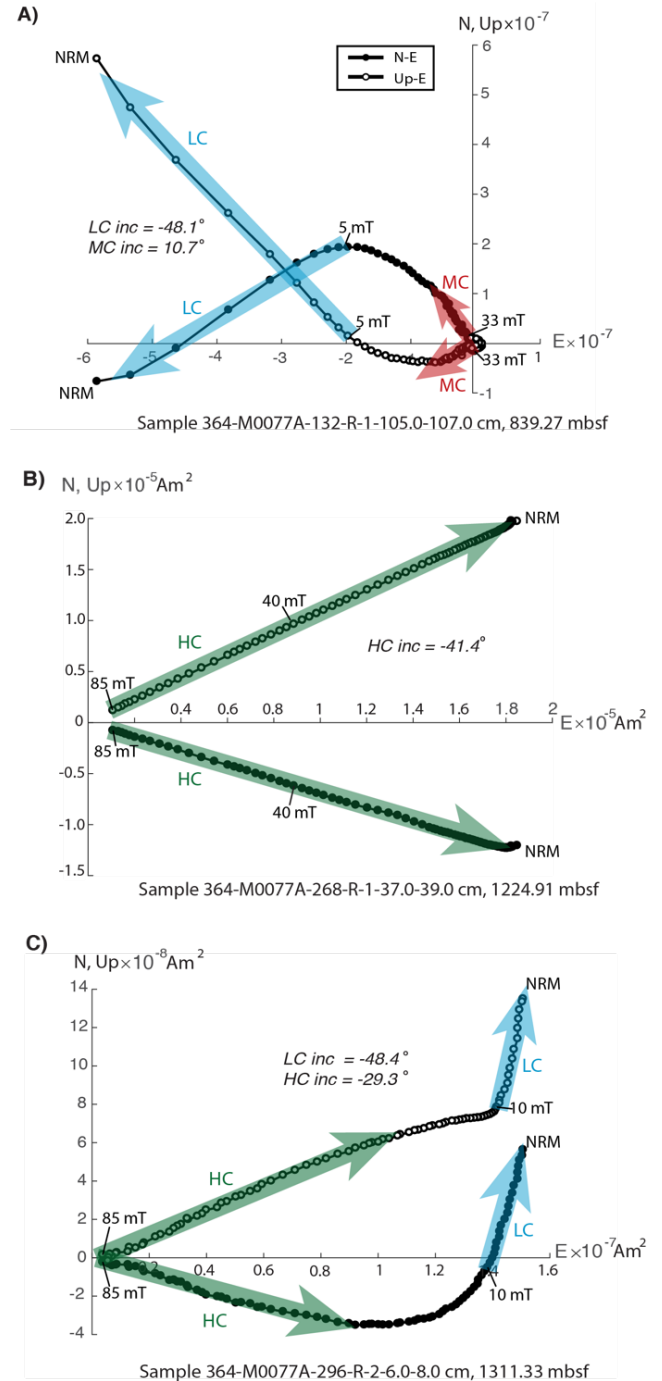 A)
N, Up×10⁻⁷
6
NRM
N-E
Up-E
5
LC
4
LC inc = -48.1°
MC inc = 10.7°
3
5 mT
2
LC
1
MC
5 mT
33 mT
-6
-5
-4
-3
-2
1
E×10⁻⁷
33 mT
NRM
MC
-1
Sample 364-M0077A-132-R-1-105.0-107.0 cm, 839.27 mbsf
B)
N, Up×10⁻⁵Am²
2.0
NRM
1.5
40 mT
1.0
HC
HC inc = -41.4°
0.5
85 mT
0
0.4
0.6
0.8
1
1.2
1.4
1.6
1.8
2
E×10⁻⁵Am²
85 mT
-0.5
HC
40 mT
-1.0
NRM
-1.5
Sample 364-M0077A-268-R-1-37.0-39.0 cm, 1224.91 mbsf
C)
N, Up×10⁻⁸Am²
14
NRM
12
LC inc = -48.4°
HC inc = -29.3°
10
LC
8
10 mT
6
NRM
HC
4
85 mT
2
LC
0
0.2
0.4
0.6
0.8
1.0
1.2
1.4
1.6
E×10⁻⁷Am²
85 mT
10 mT
-2
HC
-4
Sample 364-M0077A-296-R-2-6.0-8.0 cm, 1311.33 mbsf